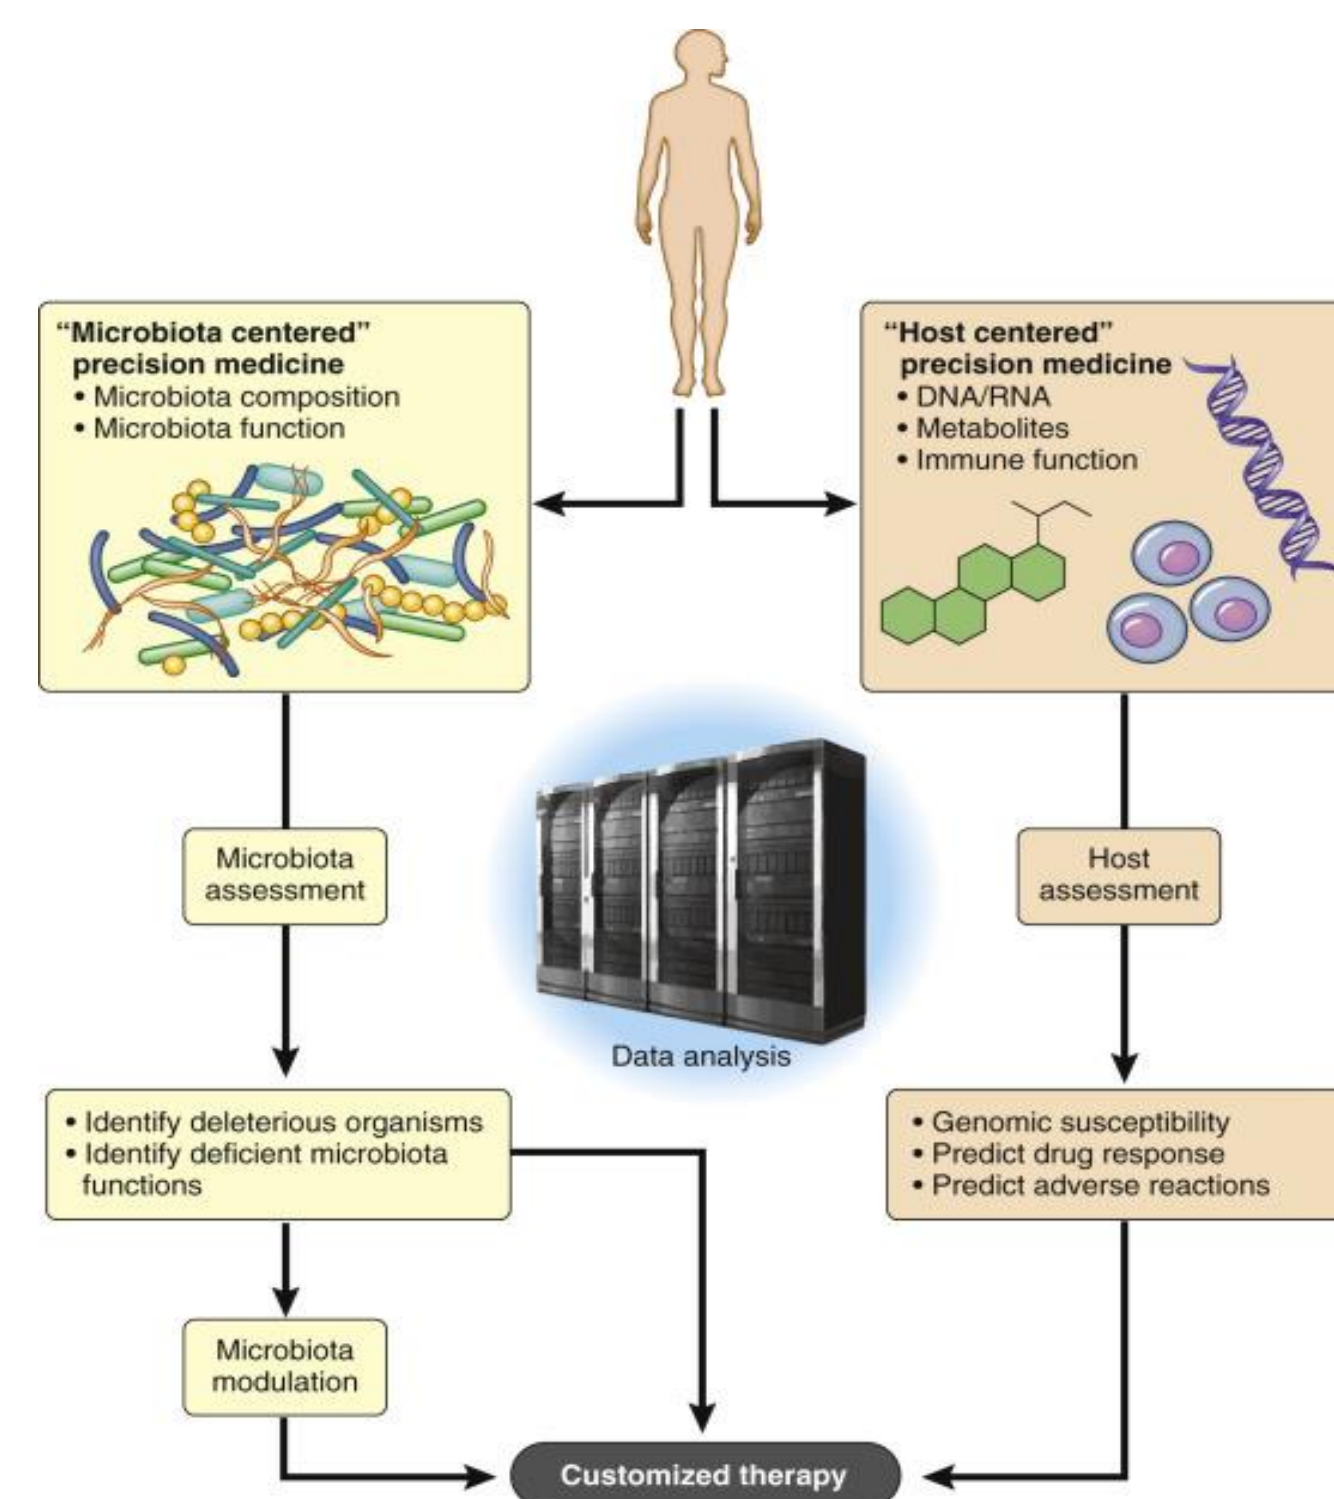 “Microbiota centered”
precision medicine
• Microbiota composition
• Microbiota function
“Host centered”
precision medicine
• DNA/RNA
• Metabolites
• Immune function
Microbiota
assessment
Host
assessment
Data analysis
• Identify deleterious organisms
• Identify deficient microbiota
functions
• Genomic susceptibility
• Predict drug response
• Predict adverse reactions
Microbiota
modulation
Customized therapy